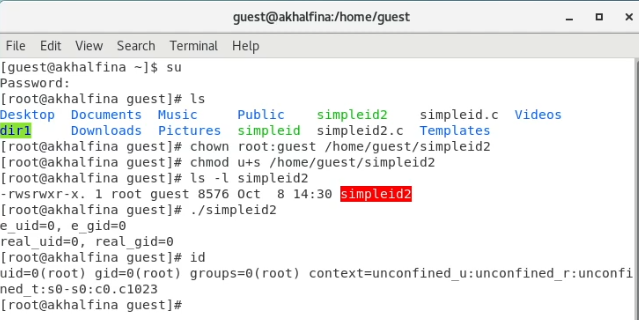 guest@akhalfina:/home/guest
File Edit View Search Terminal Help
[guest@akhalfina ~]$ su
Password:
[root@akhalfina guest]# ls
Desktop Documents Music Public simpleid2 simpleid.c Videos
dir1 Downloads Pictures simpleid simpleid2.c Templates
[root@akhalfina guest]# chown root:guest /home/guest/simpleid2
[root@akhalfina guest]# chmod u+s /home/guest/simpleid2
[root@akhalfina guest]# ls -l simpleid2
-rwsrwxr-x. 1 root guest 8576 Oct  8 14:30 simpleid2
[root@akhalfina guest]# ./simpleid2
e_uid=0, e_gid=0
real_uid=0, real_gid=0
[root@akhalfina guest]# id
uid=0(root) gid=0(root) groups=0(root) context=unconfined_u:unconfined_r:unconfi
ned_t:s0-s0:c0.c1023
[root@akhalfina guest]#